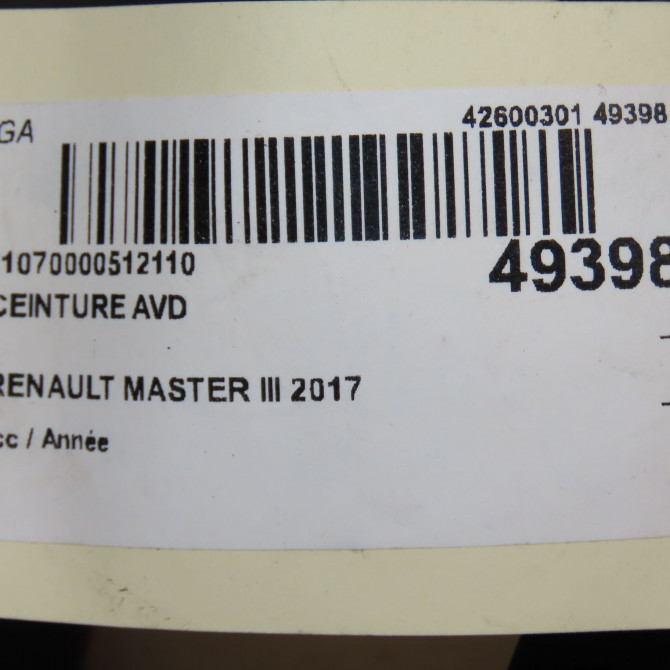 GA
42600301 49398
1070000512110
49398
CEINTURE AVD
RENAULT MASTER III 2017
cc / Année